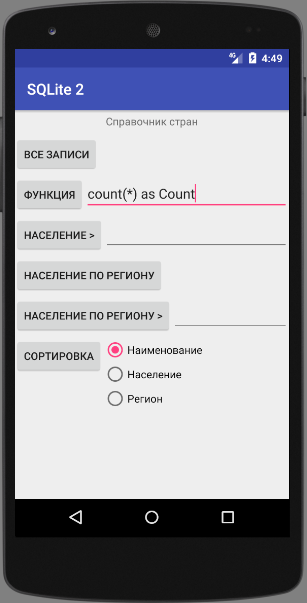 4G 4:49
SQLite 2
Справочник стран
ВСЕ ЗАПИСИ
ФУНКЦИЯ count(*) as Count
НАСЕЛЕНИЕ >
НАСЕЛЕНИЕ ПО РЕГИОНУ
НАСЕЛЕНИЕ ПО РЕГИОНУ >
СОРТИРОВКА Наименование
Население
Регион